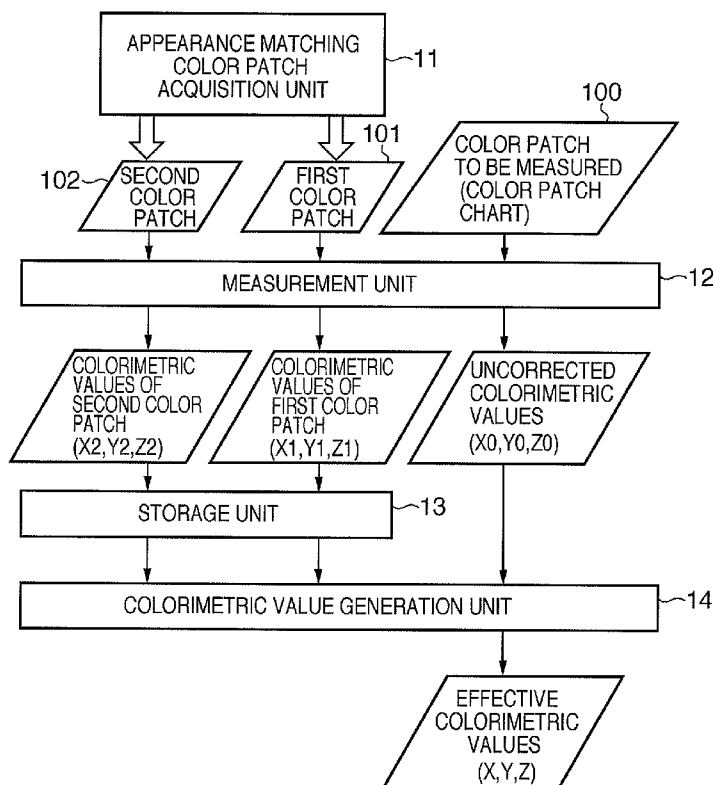 APPEARANCE MATCHING
COLOR PATCH
ACQUISITION UNIT
11
100
101
102
SECOND
COLOR
PATCH
FIRST
COLOR
PATCH
COLOR PATCH
TO BE MEASURED
(COLOR PATCH
CHART)
MEASUREMENT UNIT
12
COLORIMETRIC
VALUES OF
SECOND COLOR
PATCH
(X2,Y2,Z2)
COLORIMETRIC
VALUES OF
FIRST COLOR
PATCH
(X1,Y1,Z1)
UNCORRECTED
COLORIMETRIC
VALUES
(X0,Y0,Z0)
STORAGE UNIT
13
COLORIMETRIC VALUE GENERATION UNIT
14
EFFECTIVE
COLORIMETRIC
VALUES
(X,Y,Z)